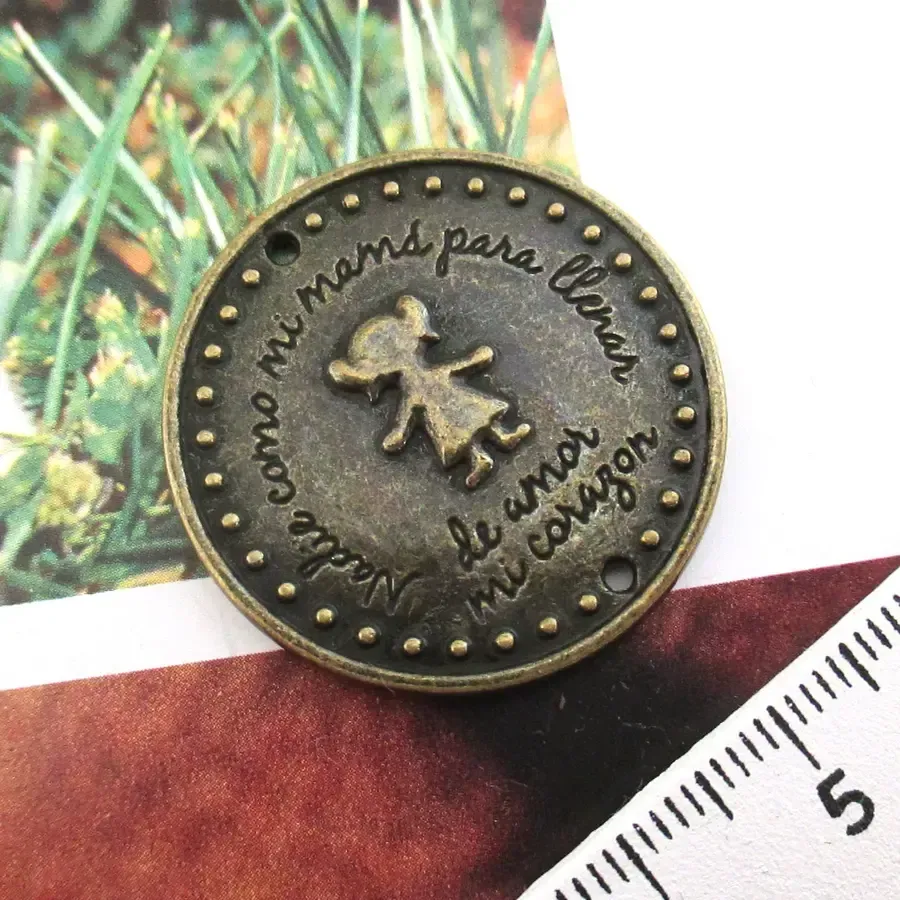 Nadie como mi mamá para llenar
de amor
mi corazon
5